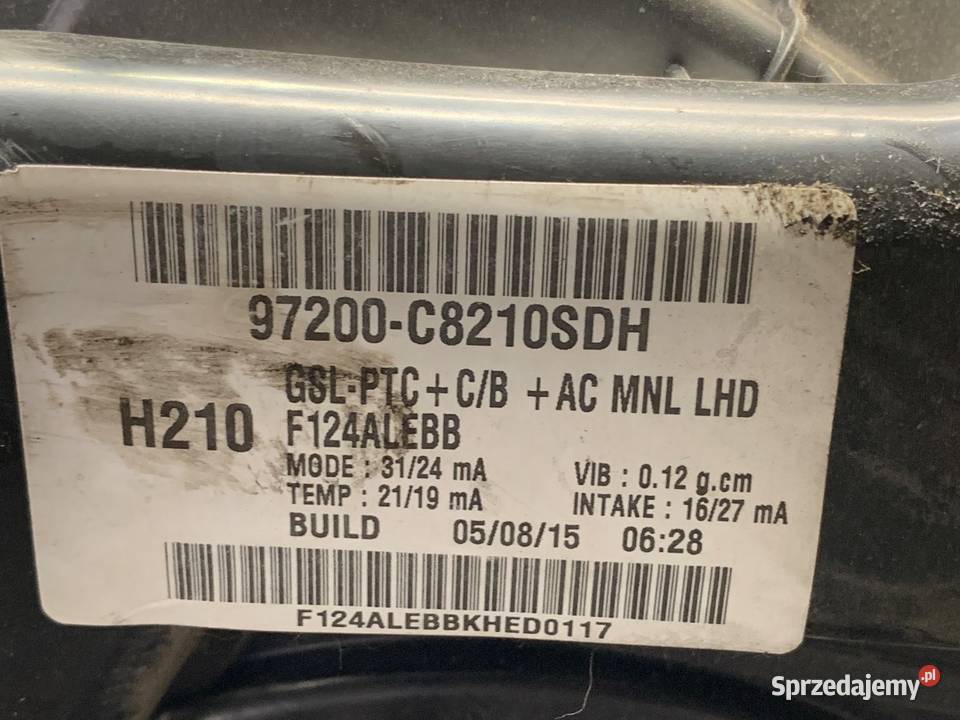 97200-C8210SDH
GSL-PTC+C/B +AC MNL LHD
H210 F124ALEBB
MODE : 31/24 mA VIB : 0.12 g.cm
TEMP : 21/19 mA INTAKE : 16/27 mA
BUILD 05/08/15 06:28
F124ALEBBKHED0117
Sprzedajemy.pl